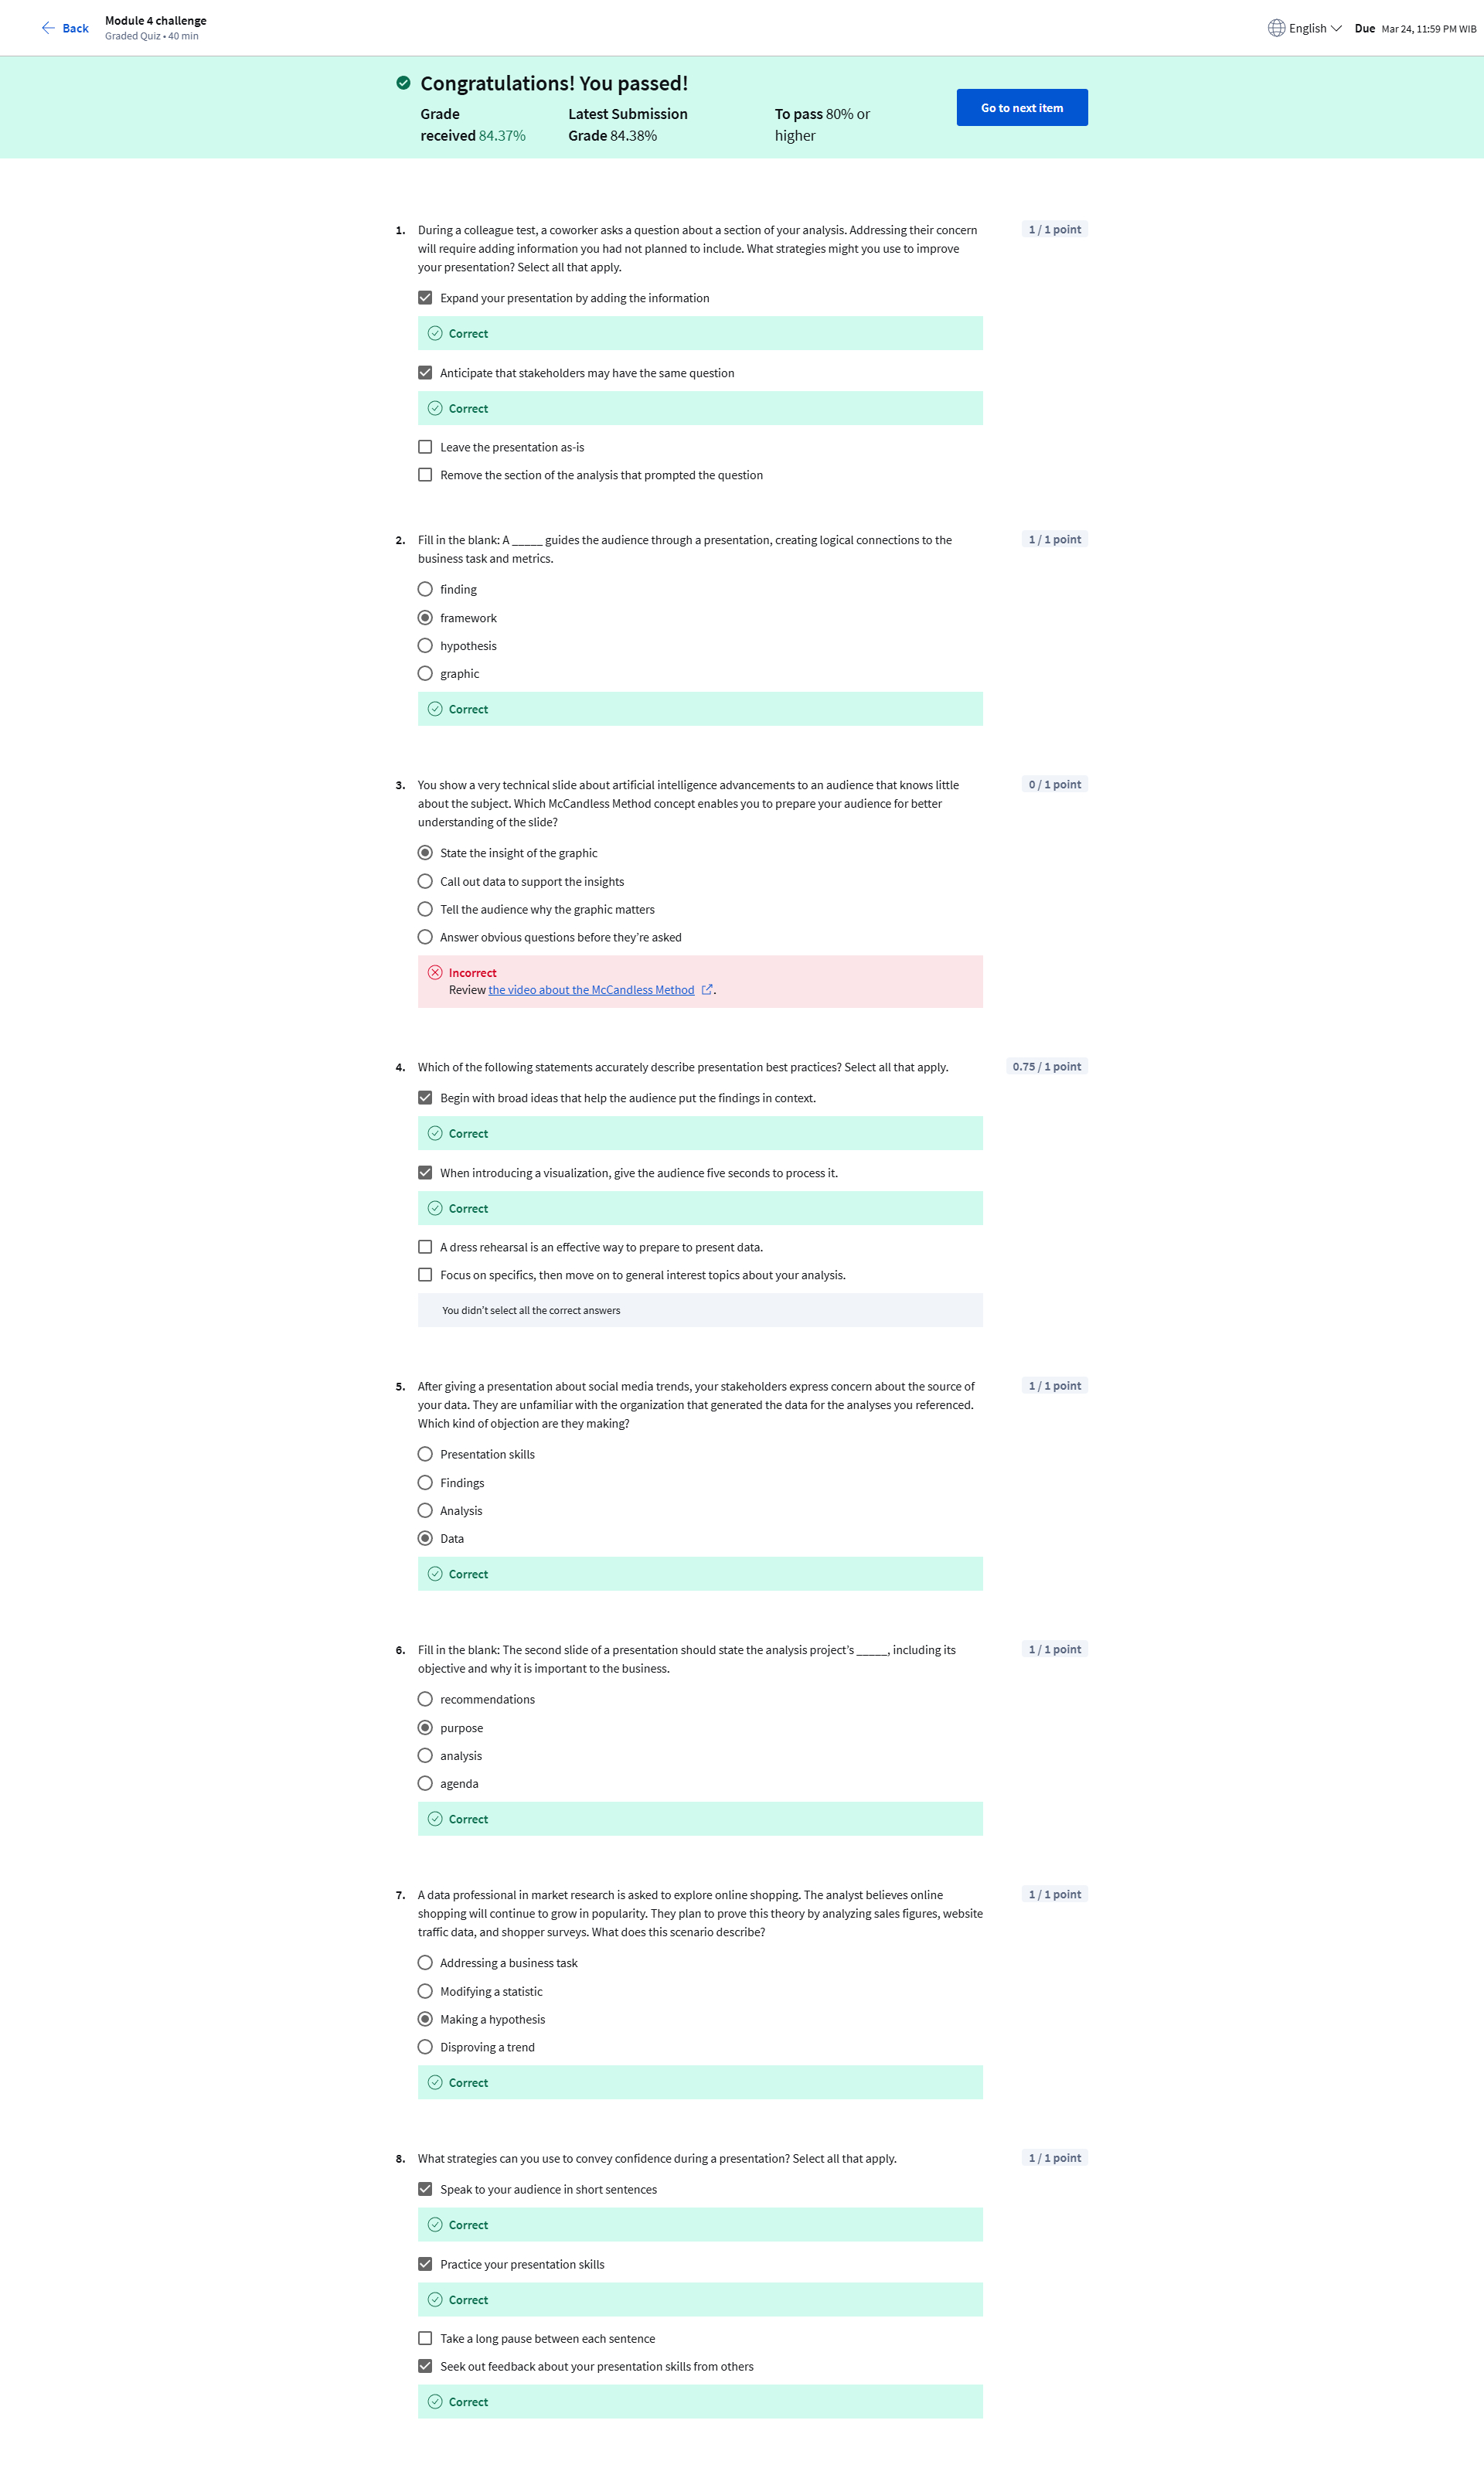 Back
Module 4 challenge
Graded Quiz • 40 min
English
Due Mar 24, 11:59 PM WIB
Congratulations! You passed!
Grade received 84.37%
Latest Submission Grade 84.38%
To pass 80% or higher
Go to next item
1. During a colleague test, a coworker asks a question about a section of your analysis. Addressing their concern
will require adding information you had not planned to include. What strategies might you use to improve
your presentation? Select all that apply.
1 / 1 point
Expand your presentation by adding the information
Correct
Anticipate that stakeholders may have the same question
Correct
Leave the presentation as-is
Remove the section of the analysis that prompted the question
2. Fill in the blank: A _____ guides the audience through a presentation, creating logical connections to the
business task and metrics.
1 / 1 point
finding
framework
hypothesis
graphic
Correct
3. You show a very technical slide about artificial intelligence advancements to an audience that knows little
about the subject. Which McCandless Method concept enables you to prepare your audience for better
understanding of the slide?
0 / 1 point
State the insight of the graphic
Call out data to support the insights
Tell the audience why the graphic matters
Answer obvious questions before they’re asked
Incorrect
Review the video about the McCandless Method .
4. Which of the following statements accurately describe presentation best practices? Select all that apply.
0.75 / 1 point
Begin with broad ideas that help the audience put the findings in context.
Correct
When introducing a visualization, give the audience five seconds to process it.
Correct
A dress rehearsal is an effective way to prepare to present data.
Focus on specifics, then move on to general interest topics about your analysis.
You didn’t select all the correct answers
5. After giving a presentation about social media trends, your stakeholders express concern about the source of
your data. They are unfamiliar with the organization that generated the data for the analyses you referenced.
Which kind of objection are they making?
1 / 1 point
Presentation skills
Findings
Analysis
Data
Correct
6. Fill in the blank: The second slide of a presentation should state the analysis project’s _____, including its
objective and why it is important to the business.
1 / 1 point
recommendations
purpose
analysis
agenda
Correct
7. A data professional in market research is asked to explore online shopping. The analyst believes online
shopping will continue to grow in popularity. They plan to prove this theory by analyzing sales figures, website
traffic data, and shopper surveys. What does this scenario describe?
1 / 1 point
Addressing a business task
Modifying a statistic
Making a hypothesis
Disproving a trend
Correct
8. What strategies can you use to convey confidence during a presentation? Select all that apply.
1 / 1 point
Speak to your audience in short sentences
Correct
Practice your presentation skills
Correct
Take a long pause between each sentence
Seek out feedback about your presentation skills from others
Correct